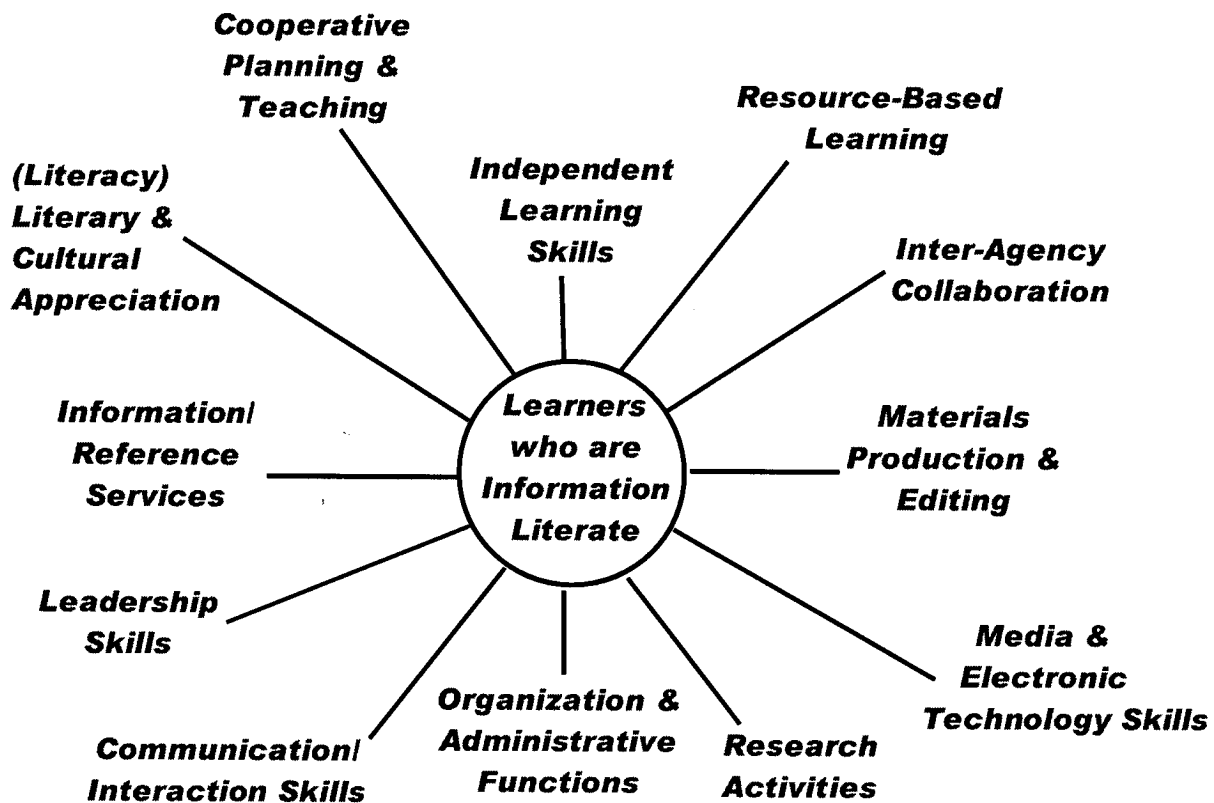 Cooperative
Planning &
Teaching
Resource-Based
Learning
(Literacy)
Literary &
Cultural
Appreciation
Independent
Learning
Skills
Inter-Agency
Collaboration
Information/
Reference
Services
Learners
who are
Information
Literate
Materials
Production &
Editing
Leadership
Skills
Media &
Electronic
Technology Skills
Communication/
Interaction Skills
Organization &
Administrative
Functions
Research
Activities